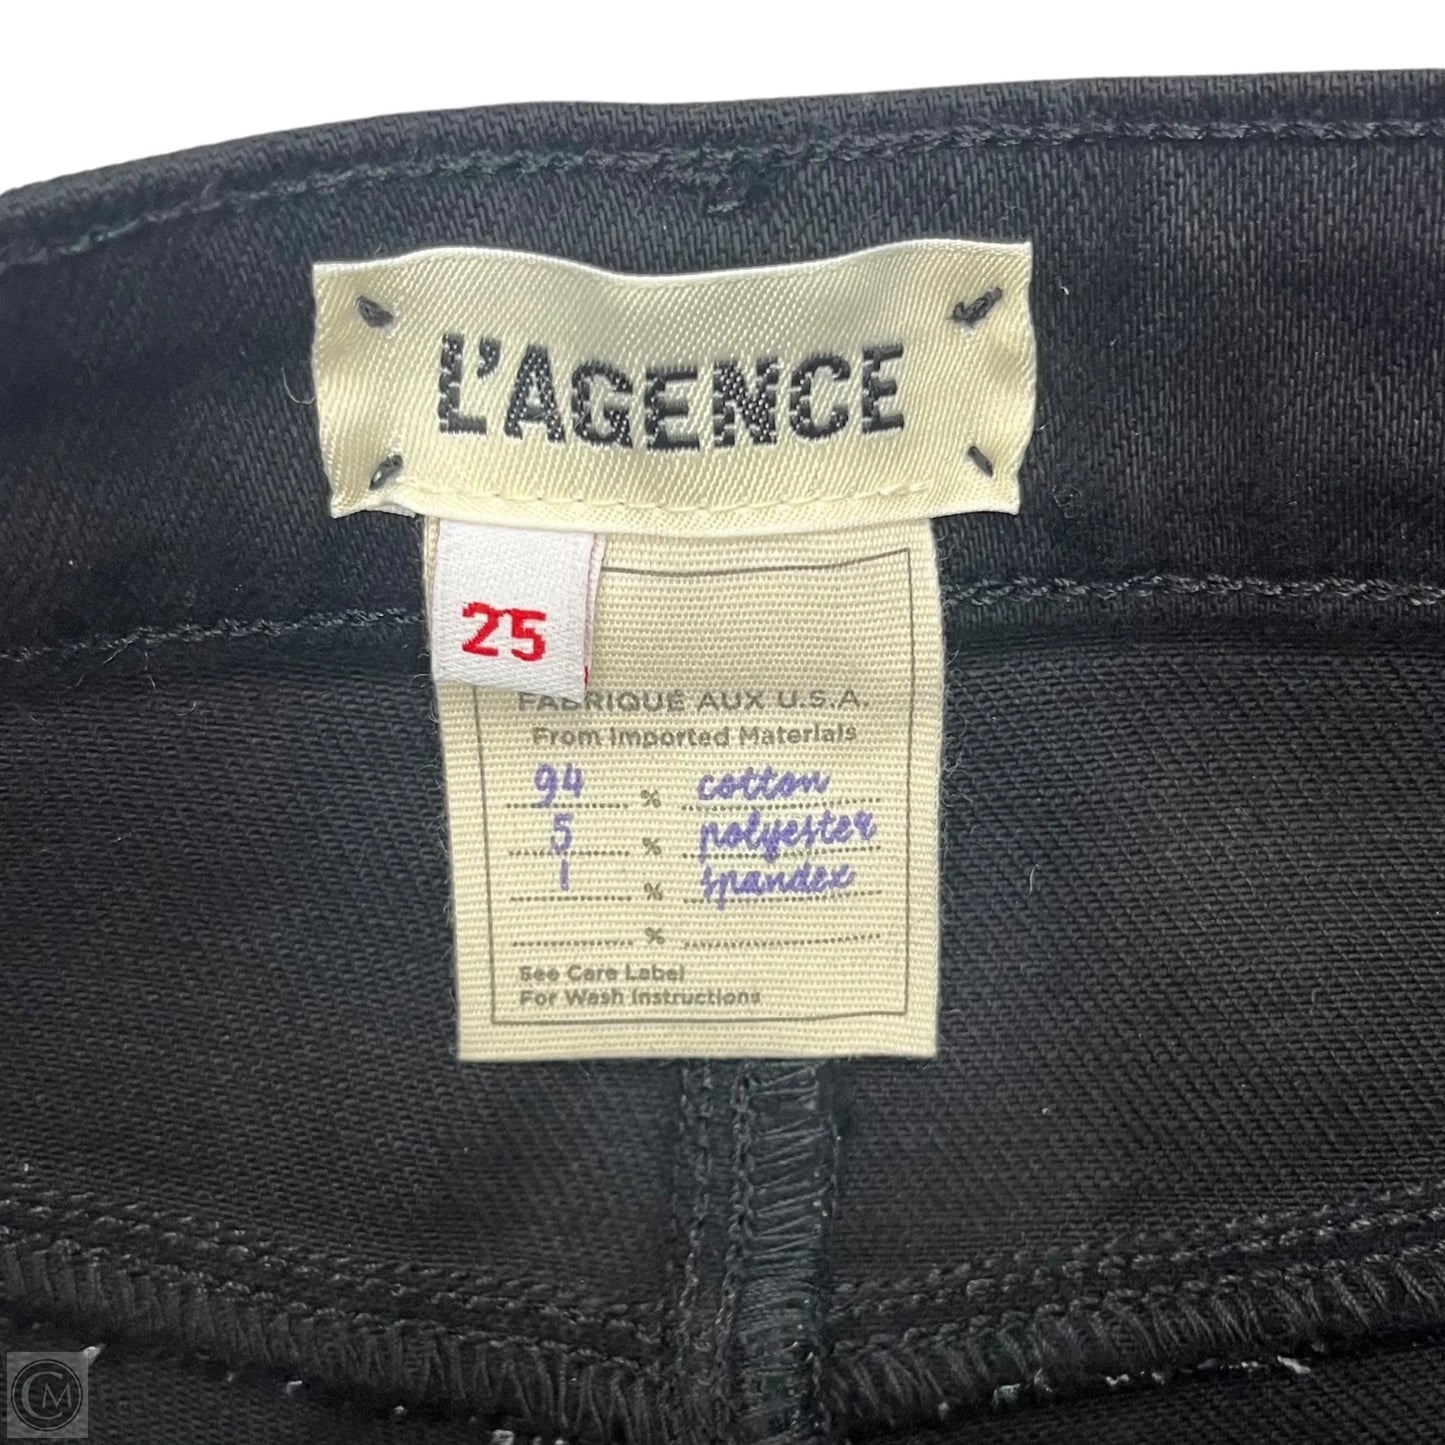 L'AGENCE
25
FABRIQUÉ AUX U.S.A.
From Imported Materials
94 % cotton
5 % polyester
1 % spandex
%
See Care Label
For Wash Instructions
CM